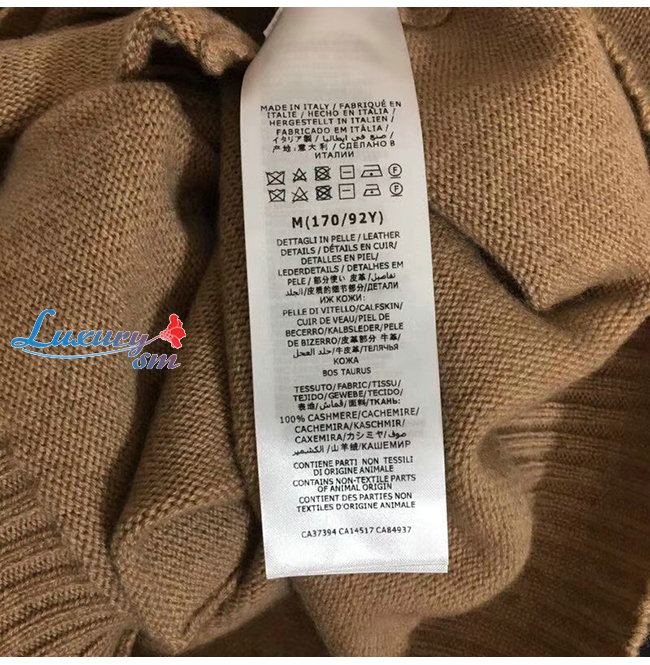 MADE IN ITALY / FABRIQUÉ EN
ITALIE / HECHO EN ITALIA /
HERGESTELLT IN ITALIEN /
FABRICADO EM ITÀLIA /
イタリア製 / صنع في ايطاليا /
产地:意大利 / СДЕЛАНО В
ИТАЛИИ
M(170/92Y)
DETTAGLI IN PELLE / LEATHER
DETAILS / DÉTAILS EN CUIR/
DETALLES EN PIEL/
LEDERDETAILS / DETALHES EM
PELE / 部分使い 皮革 / تفاصيل
الجلد/皮质的细节部分/ДЕТАЛИ
ИЖ КОЖИ:
PELLE DI VITELLO/CALFSKIN/
CUIR DE VEAU/PIEL DE
BECERRO/KALBSLEDER/PELE
DE BIZERRO/皮革部分 牛革/
جلد العجل/牛皮革/ТЕЛЯЧЬЯ
КОЖА
BOS TAURUS
TESSUTO/FABRIC/TISSU/
TEJIDO/GEWEBE/TECIDO/
表地/قماش/面料/ТКАНЬ:
100% CASHMERE/CACHEMIRE/
CACHEMIRA/KASCHMIR/
CAXEMIRA/カシミヤ/صوف
الكشمير/山羊绒/КАШЕМИР
CONTIENE PARTI NON TESSILI
DI ORIGINE ANIMALE
CONTAINS NON-TEXTILE PARTS
OF ANIMAL ORIGIN
CONTIENT DES PARTIES NON
TEXTILES D'ORIGINE ANIMALE
CA37394 CA14517 CA84937
Luxury
sm